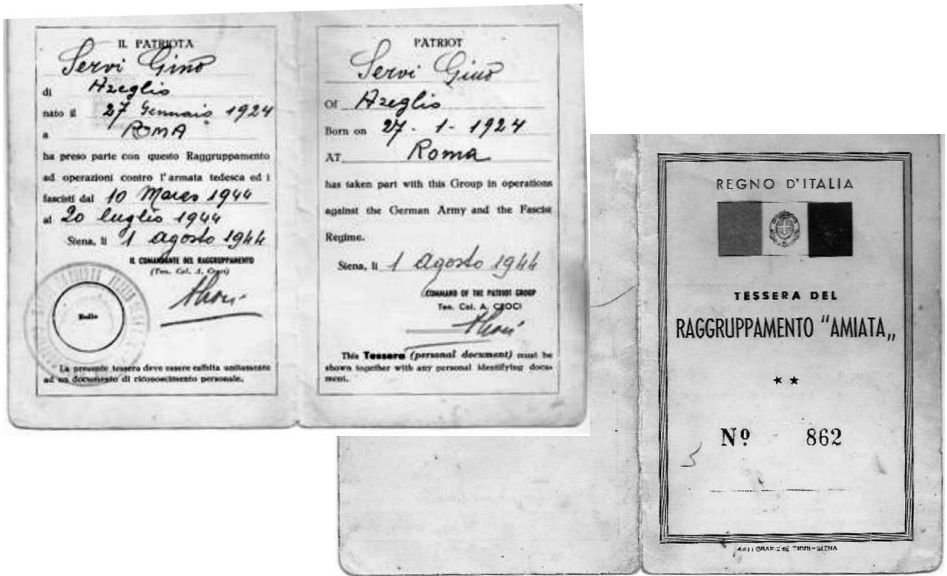 IL PATRIOTA
Servi Gino
di Azeglio
nato il 27 Gennaio 1924
a ROMA
ha preso parte con questo Raggruppamento
ad operazioni contro l'armata tedesca ed i
fascisti dal 10 Marzo 1944
al 20 luglio 1944
Siena, li 1 agosto 1944
IL COMANDANTE DEL RAGGRUPPAMENTO
(Ten. Col. A. Croci)
Bollo
La presente tessera deve essere esibita unitamente
ad un documento di riconoscimento personale.
PATRIOT
Servi Gino
Of Azeglio
Born on 27 - 1 - 1924
AT Roma
has taken part with this Group in operations
against the German Army and the Fascist
Regime.
Siena, li 1 agosto 1944
COMMAND OF THE PATRIOT GROUP
Ten. Col. A. CROCI
This Tessera (personal document) must be
shown together with any personal identifying docu-
ment.
REGNO D'ITALIA
TESSERA DEL
RAGGRUPPAMENTO "AMIATA„
★ ★
Nº 862